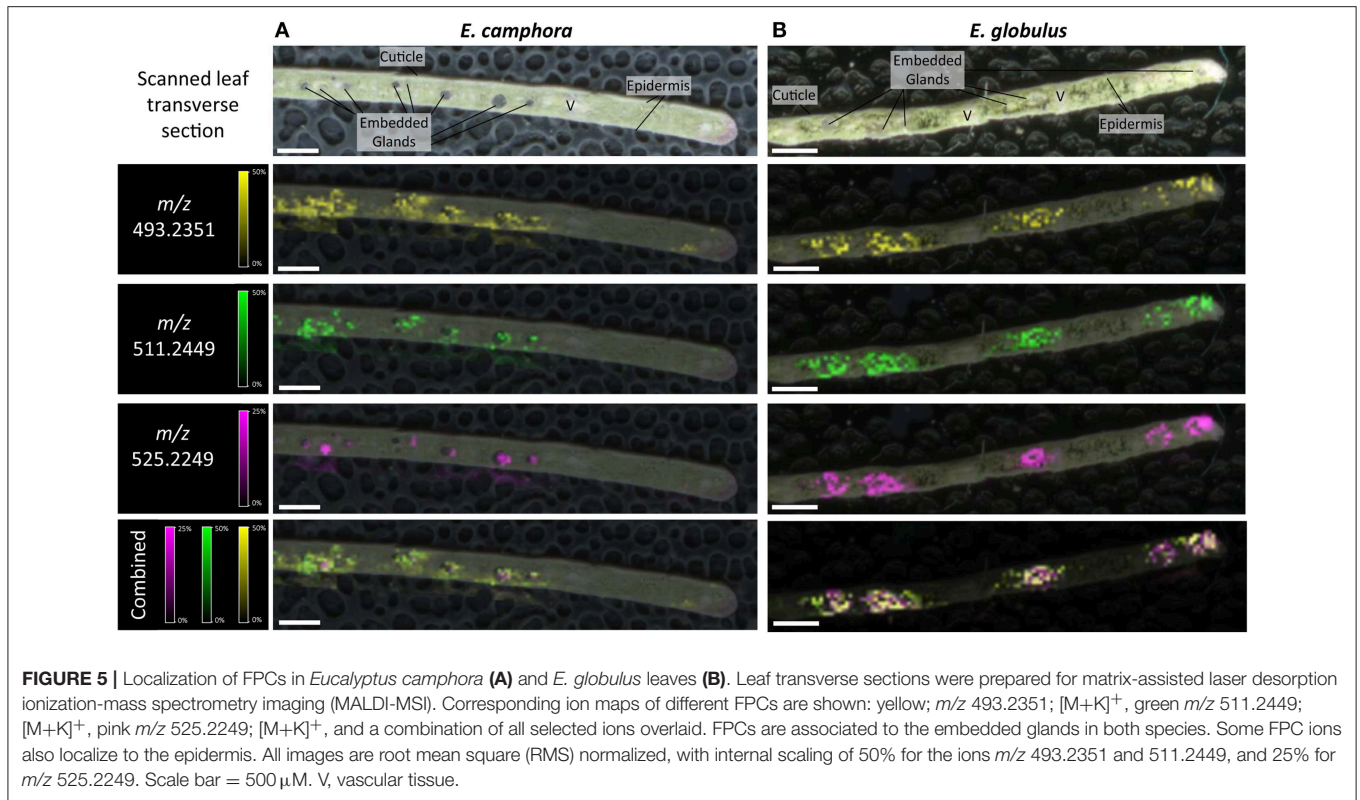 A
E. camphora
B
E. globulus
Scanned leaf
transverse
section
Cuticle
Epidermis
Embedded
Glands
V
Embedded
Glands
Cuticle
V
V
Epidermis
m/z
493.2351
50%
0%
m/z
511.2449
50%
0%
m/z
525.2249
25%
0%
Combined
25%
50%
50%
0%
0%
0%
FIGURE 5 | Localization of FPCs in Eucalyptus camphora (A) and E. globulus leaves (B). Leaf transverse sections were prepared for matrix-assisted laser desorption
ionization-mass spectrometry imaging (MALDI-MSI). Corresponding ion maps of different FPCs are shown: yellow; m/z 493.2351; [M+K]⁺, green m/z 511.2449;
[M+K]⁺, pink m/z 525.2249; [M+K]⁺, and a combination of all selected ions overlaid. FPCs are associated to the embedded glands in both species. Some FPC ions
also localize to the epidermis. All images are root mean square (RMS) normalized, with internal scaling of 50% for the ions m/z 493.2351 and 511.2449, and 25% for
m/z 525.2249. Scale bar = 500 μM. V, vascular tissue.